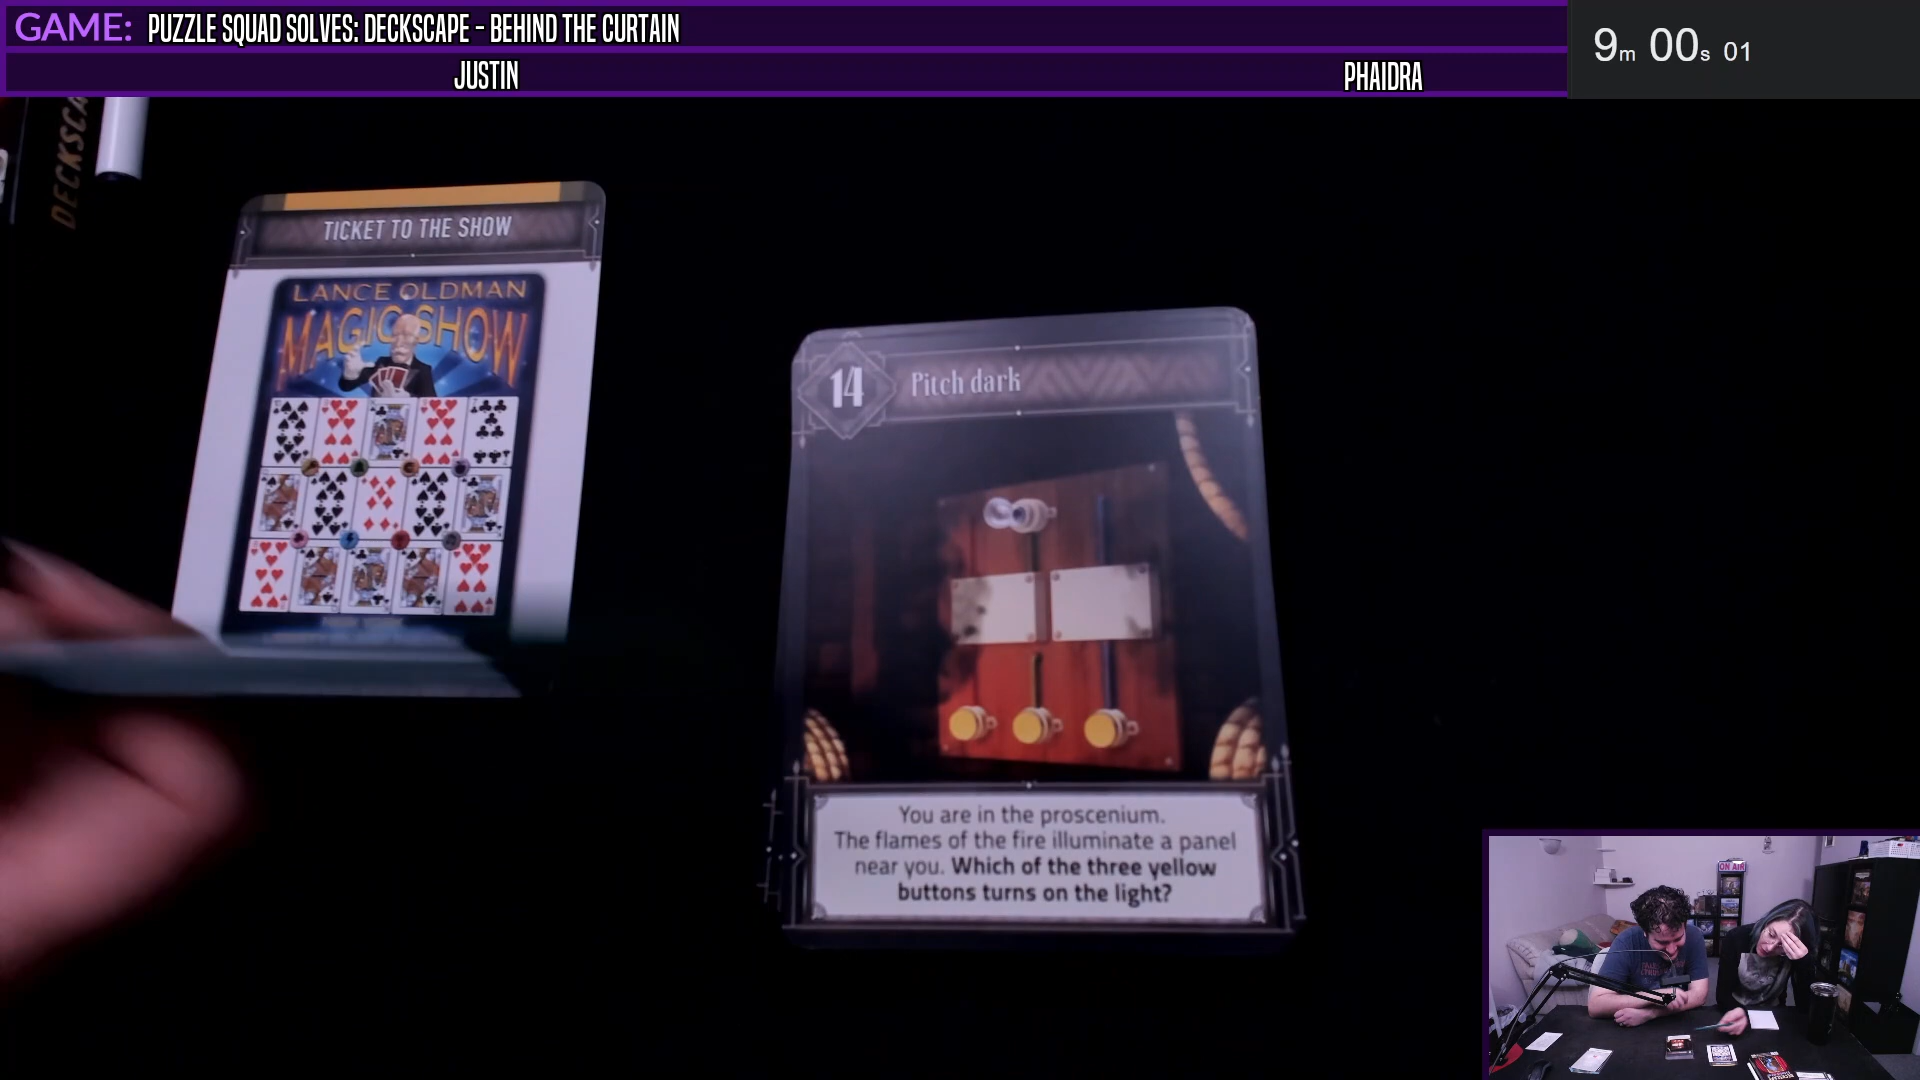 GAME: PUZZLE SQUAD SOLVES: DECKSCAPE - BEHIND THE CURTAIN
9m 00s 01
JUSTIN
PHAIDRA
DECKSCA
TICKET TO THE SHOW
LANCE OLDMAN
MAGIC SHOW
14
Pitch dark
You are in the proscenium.
The flames of the fire illuminate a panel
near you. Which of the three yellow
buttons turns on the light?
ON AIR